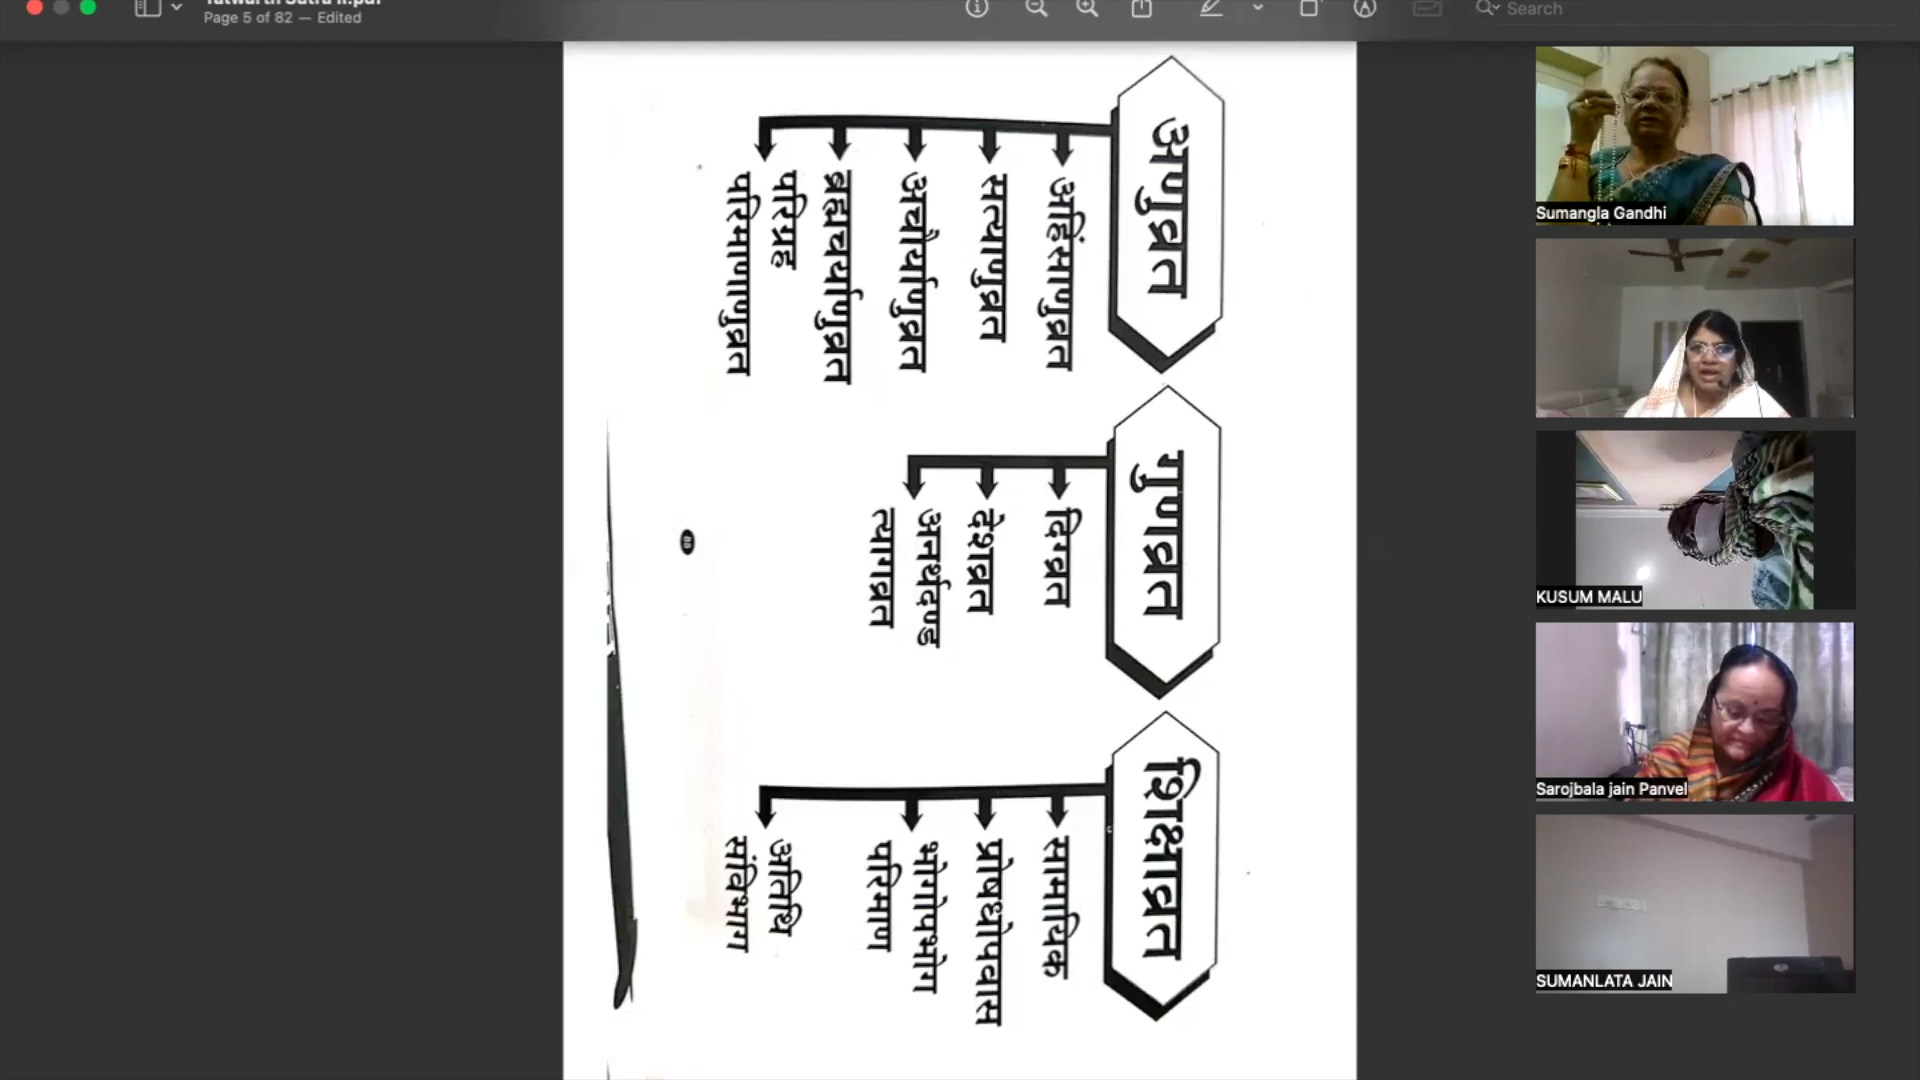 Page 5 of 82 — Edited
Search
अणुव्रत
अहिंसाणुव्रत
सत्याणुव्रत
अचौर्याणुव्रत
ब्रह्मचर्याणुव्रत
परिग्रह
परिमाणाणुव्रत
गुणव्रत
दिग्व्रत
देशव्रत
अनर्थदण्ड
त्यागव्रत
शिक्षाव्रत
सामायिक
प्रोषधोपवास
भोगोपभोग
परिमाण
अतिथि
संविभाग
Sumangla Gandhi
KUSUM MALU
Sarojbala jain Panvel
SUMANLATA JAIN